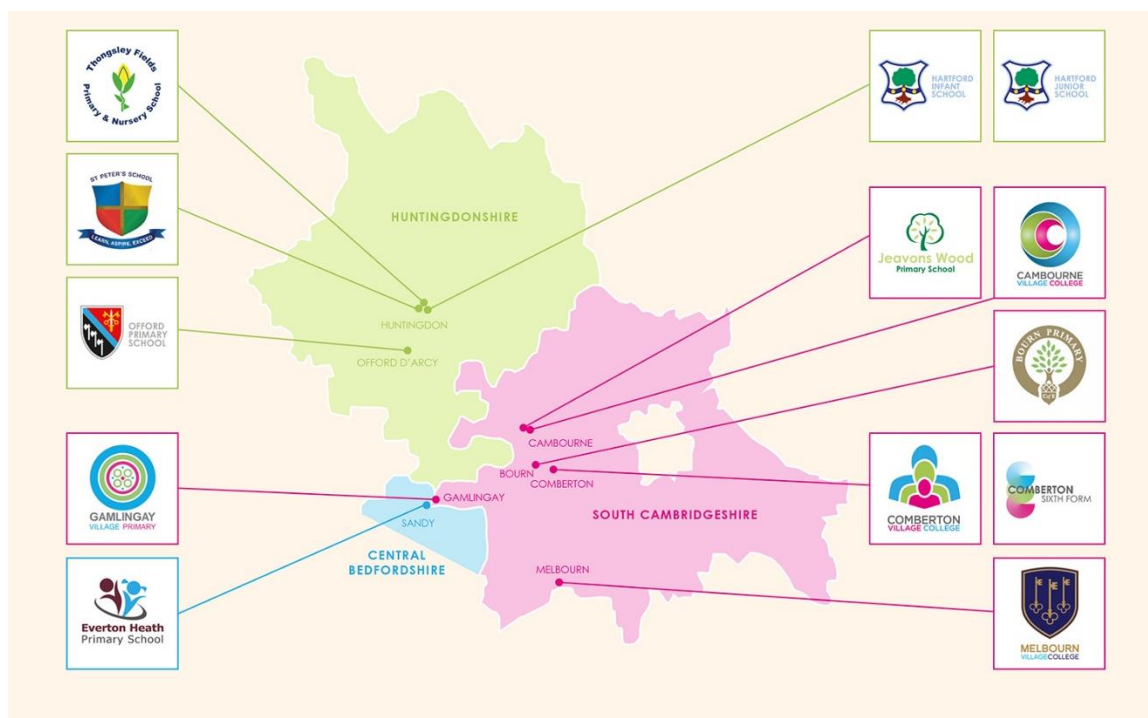 Thongsley Fields
Primary & Nursery School
ST PETER'S SCHOOL
LEARN, ASPIRE, EXCEED
OFFORD
PRIMARY
SCHOOL
GAMLINGAY
VILLAGE PRIMARY
Everton Heath
Primary School
HUNTINGDONSHIRE
HUNTINGDON
OFFORD D'ARCY
CAMBOURNE
BOURN
COMBERTON
GAMLINGAY
SANDY
SOUTH CAMBRIDGESHIRE
CENTRAL
BEDFORDSHIRE
MELBOURN
HARTFORD
INFANT
SCHOOL
HARTFORD
JUNIOR
SCHOOL
Jeavons Wood
Primary School
CAMBOURNE
VILLAGE COLLEGE
BOURN PRIMARY
CofE
COMBERTON
VILLAGE COLLEGE
COMBERTON
SIXTH FORM
MELBOURN
VILLAGECOLLEGE